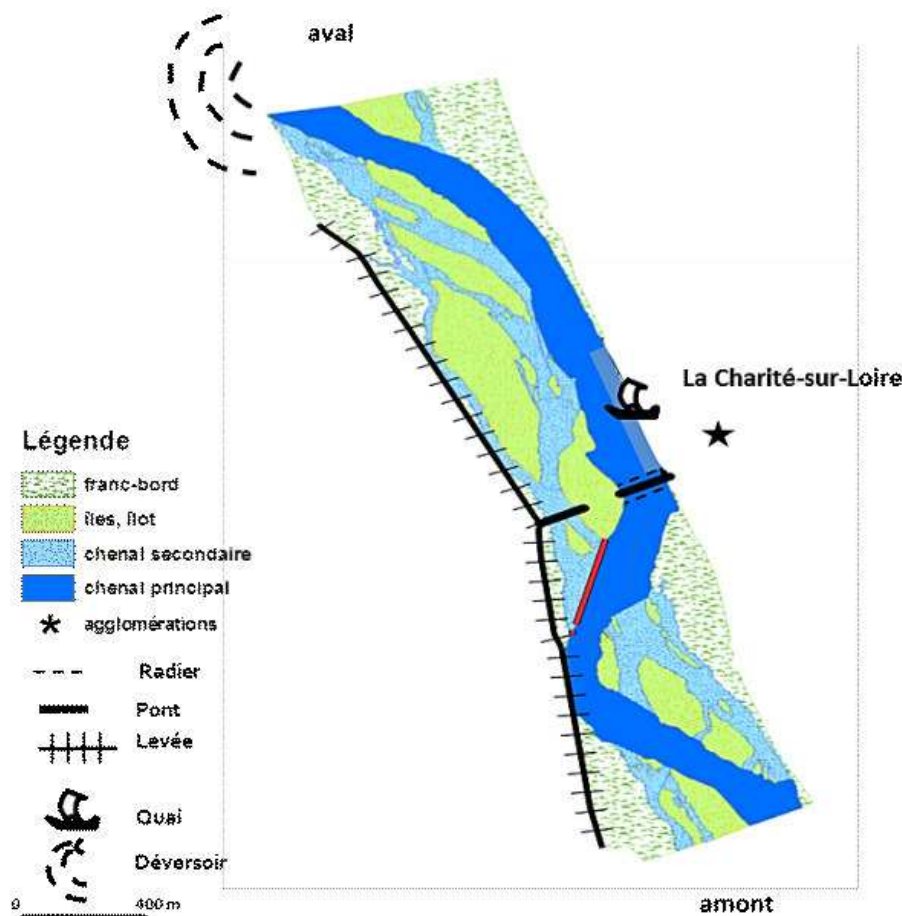 aval
La Charité-sur-Loire
Légende
franc-bord
îles, îlot
chenal secondaire
chenal principal
agglomérations
Radier
Pont
Levée
Quai
Déversoir
0 400 m
amont